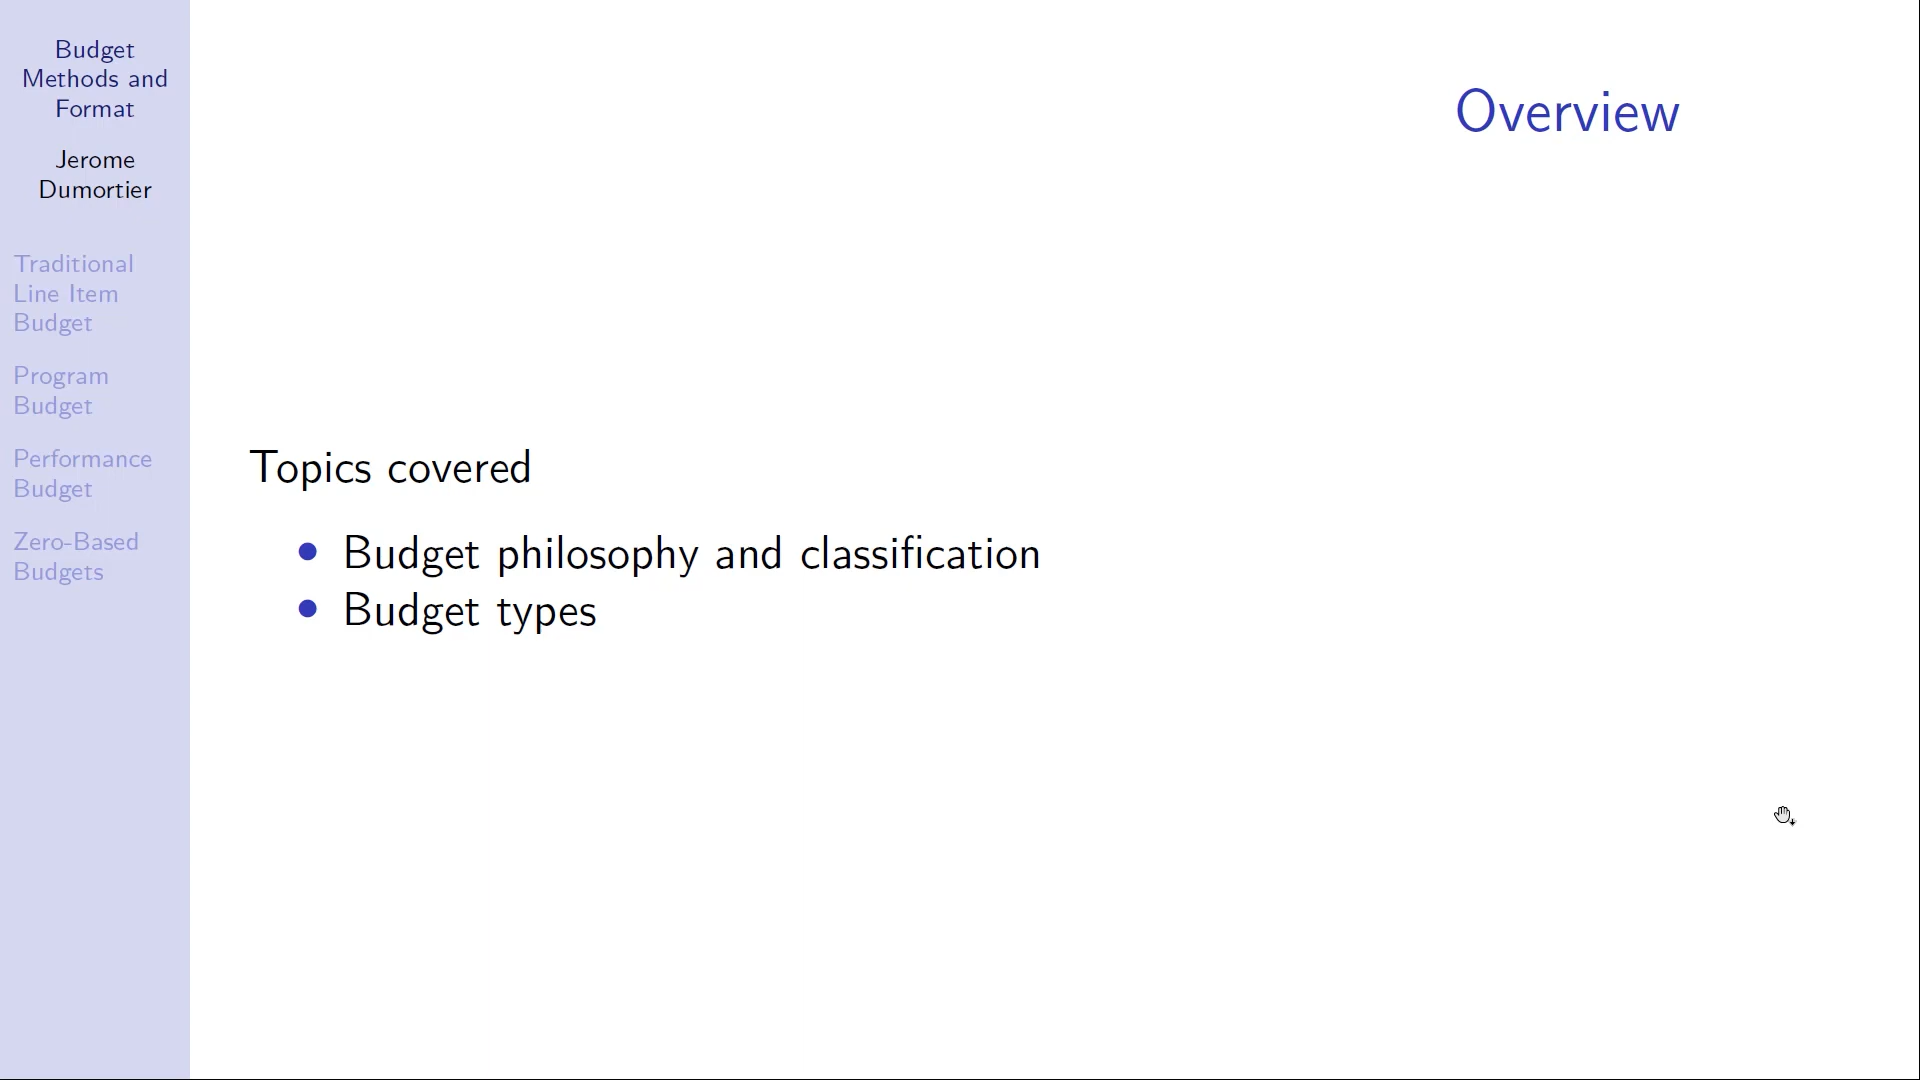 Budget
Methods and
Format
Jerome
Dumortier
Traditional
Line Item
Budget
Program
Budget
Performance
Budget
Zero-Based
Budgets
Overview
Topics covered
• Budget philosophy and classification
• Budget types